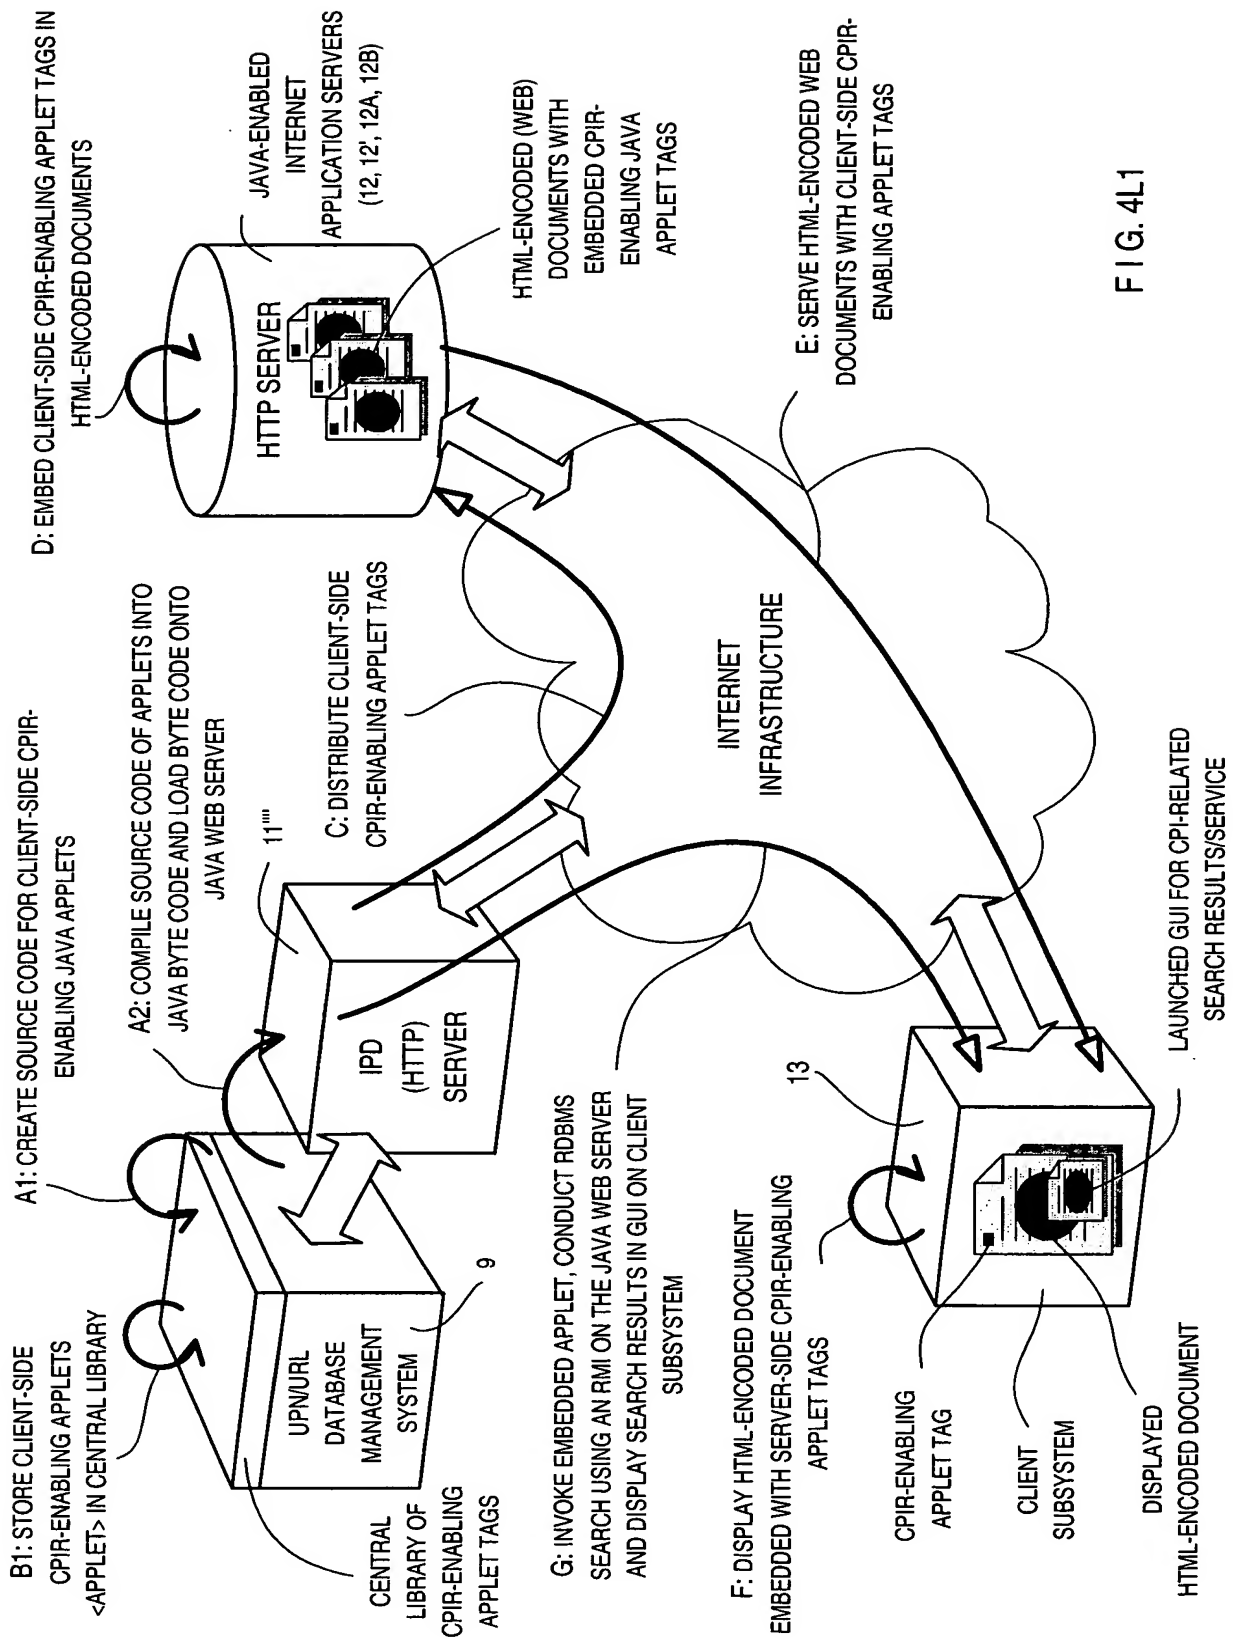 B1: STORE CLIENT-SIDE
CPIR-ENABLING APPLETS
<APPLET> IN CENTRAL LIBRARY
A1: CREATE SOURCE CODE FOR CLIENT-SIDE CPIR-
ENABLING JAVA APPLETS
A2: COMPILE SOURCE CODE OF APPLETS INTO
JAVA BYTE CODE AND LOAD BYTE CODE ONTO
JAVA WEB SERVER
D: EMBED CLIENT-SIDE CPIR-ENABLING APPLET TAGS IN
HTML-ENCODED DOCUMENTS
JAVA-ENABLED
INTERNET
APPLICATION SERVERS
(12, 12', 12A, 12B)
HTTP SERVER
HTML-ENCODED (WEB)
DOCUMENTS WITH
EMBEDDED CPIR-
ENABLING JAVA
APPLET TAGS
11''''
C: DISTRIBUTE CLIENT-SIDE
CPIR-ENABLING APPLET TAGS
IPD
(HTTP)
SERVER
UPN/URL
DATABASE
MANAGEMENT
SYSTEM
9
CENTRAL
LIBRARY OF
CPIR-ENABLING
APPLET TAGS
INTERNET
INFRASTRUCTURE
E: SERVE HTML-ENCODED WEB
DOCUMENTS WITH CLIENT-SIDE CPIR-
ENABLING APPLET TAGS
G: INVOKE EMBEDDED APPLET, CONDUCT RDBMS
SEARCH USING AN RMI ON THE JAVA WEB SERVER
AND DISPLAY SEARCH RESULTS IN GUI ON CLIENT
SUBSYSTEM
F: DISPLAY HTML-ENCODED DOCUMENT
EMBEDDED WITH SERVER-SIDE CPIR-ENABLING
APPLET TAGS
13
CPIR-ENABLING
APPLET TAG
CLIENT
SUBSYSTEM
DISPLAYED
HTML-ENCODED DOCUMENT
LAUNCHED GUI FOR CPI-RELATED
SEARCH RESULTS/SERVICE
FIG. 4L1